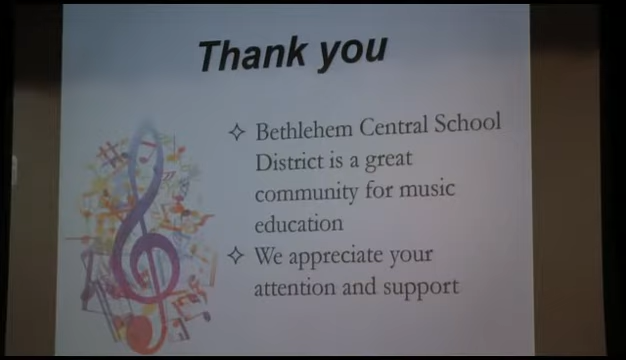 Thank you
✧ Bethlehem Central School
District is a great
community for music
education
✧ We appreciate your
attention and support